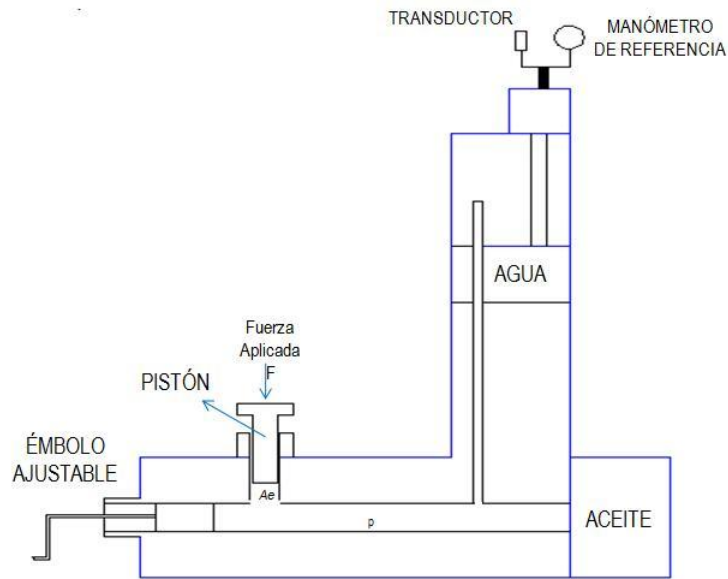 TRANSDUCTOR
MANÓMETRO
DE REFERENCIA
AGUA
Fuerza
Aplicada
F
PISTÓN
ÉMBOLO
AJUSTABLE
Ae
p
ACEITE